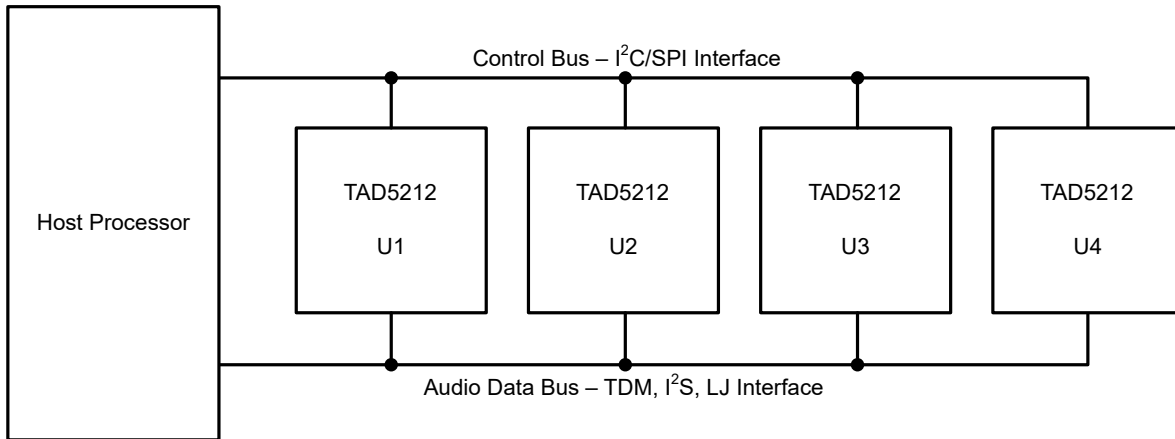 Control Bus – I²C/SPI Interface
Host Processor
TAD5212
U1
TAD5212
U2
TAD5212
U3
TAD5212
U4
Audio Data Bus – TDM, I²S, LJ Interface